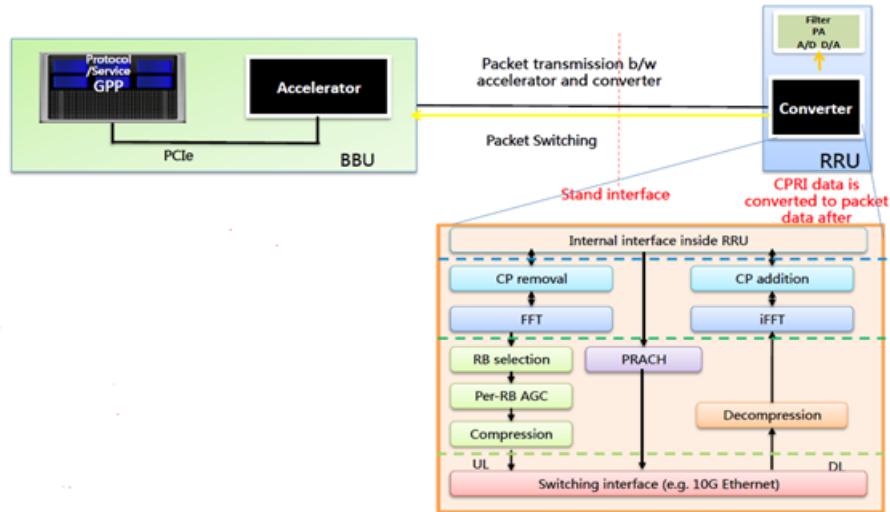 Protocol
/Service
GPP
Accelerator
PCIe
BBU
Packet transmission b/w
accelerator and converter
Packet Switching
Stand interface
Filter
PA
A/D D/A
Converter
RRU
CPRI data is
converted to packet
data after
Internal interface inside RRU
CP removal
CP addition
FFT
iFFT
RB selection
PRACH
Per-RB AGC
Decompression
Compression
UL
DL
Switching interface (e.g. 10G Ethernet)